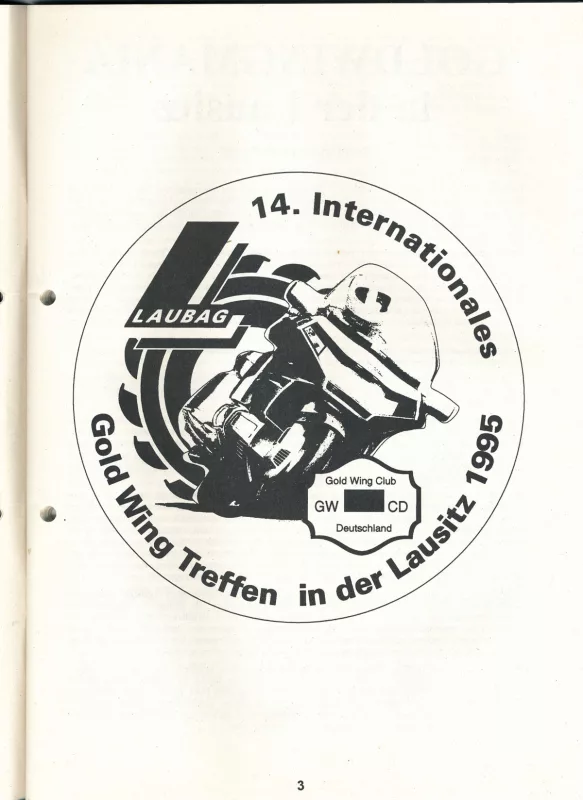 14. Internationales
LAUBAG
Gold Wing Treffen in der Lausitz 1995
Gold Wing Club
GW CD
Deutschland
3